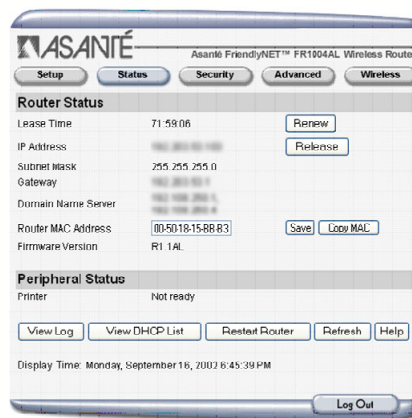 ASANTÉ
Asanté FriendlyNET™ FR1004AL Wireless Route
Setup Status Security Advanced Wireless
Router Status
Lease Time 71:59:06 Renew
IP Address Release
Subnet Mask 255.255.255.0
Gateway
Domain Name Server
Router MAC Address 00-50-18-15-BB-B3 Save Copy MAC
Firmware Version R1.1AL
Peripheral Status
Printer Not ready
View Log View DHCP List Restart Router Refresh Help
Display Time: Monday, September 16, 2002 6:45:39 PM
Log Out